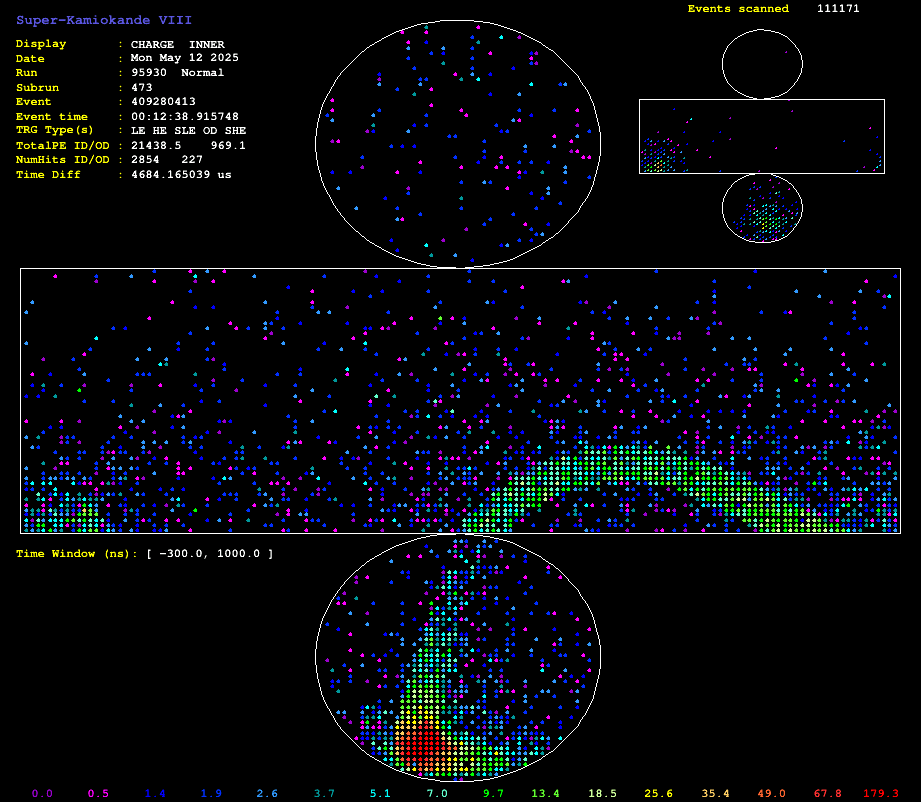 Super-Kamiokande VIII
Events scanned 111171
Display : CHARGE INNER
Date : Mon May 12 2025
Run : 95930 Normal
Subrun : 473
Event : 409280413
Event time : 00:12:38.915748
TRG Type(s) : LE HE SLE OD SHE
TotalPE ID/OD : 21438.5 969.1
NumHits ID/OD : 2854 227
Time Diff : 4684.165039 us
Time Window (ns): [ −300.0, 1000.0 ]
0.0 0.5 1.4 1.9 2.6 3.7 5.1 7.0 9.7 13.4 18.5 25.6 35.4 49.0 67.8 179.3